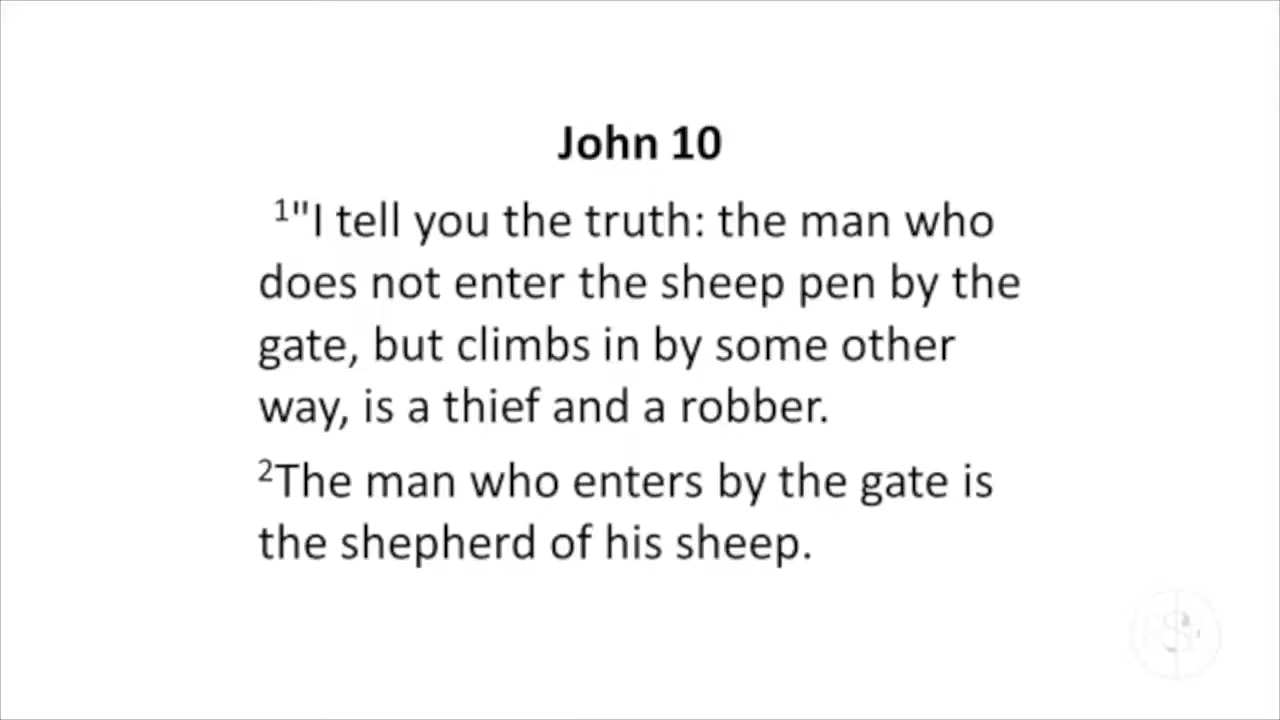 John 10
¹"I tell you the truth: the man who
does not enter the sheep pen by the
gate, but climbs in by some other
way, is a thief and a robber.
²The man who enters by the gate is
the shepherd of his sheep.